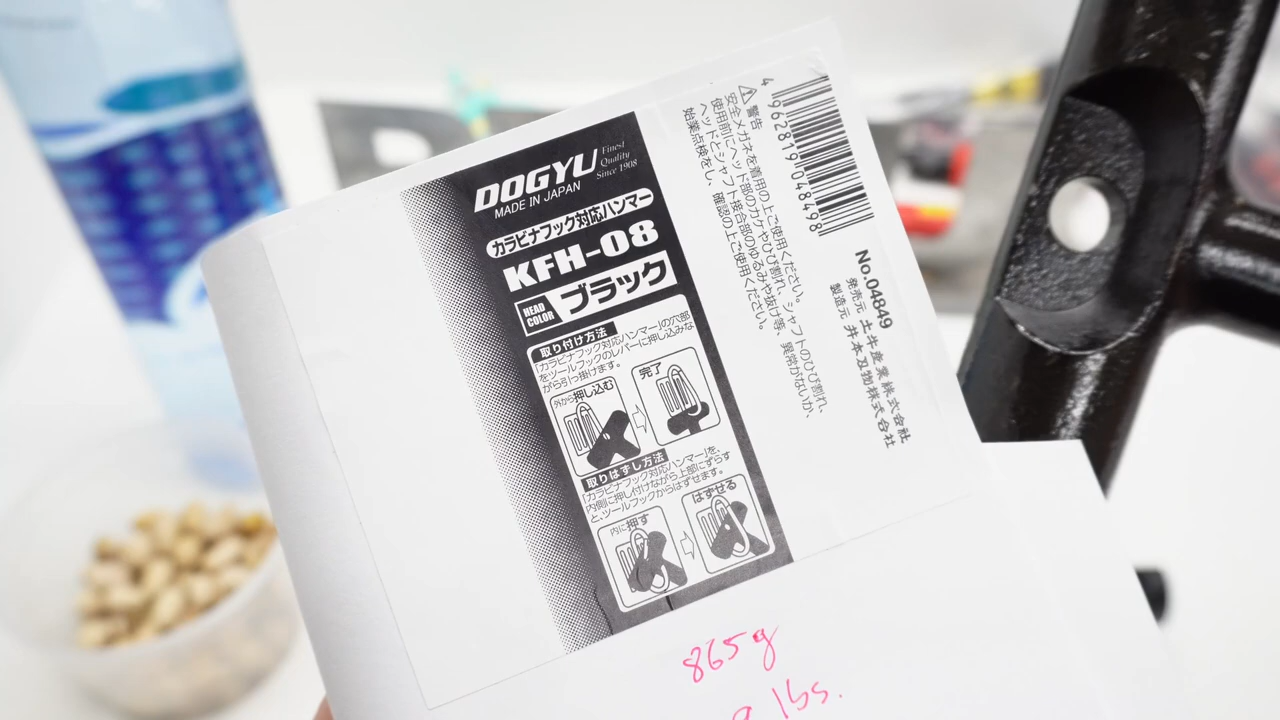 DOGYU
Finest
Quality
Since 1908
MADE IN JAPAN
カラビナフック対応ハンマー
KFH-08
HEAD
COLOR
ブラック
取り付け方法
「カラビナフック対応ハンマー」の穴部
をツールフックのレバーに押し込みな
がら引っ掛けます。
外から押し込む
完了
取りはずし方法
「カラビナフック対応ハンマー」を、
内側に押し付けながら上部にずらす
と、ツールフックからはずせます。
内に押す
はずせる
⚠警告
安全メガネを着用の上ご使用ください。シャフトのひび割れ、
使用前にヘッド部のカケやひび割れ、
ヘッドとシャフト接合部のゆるみや抜け等、異常がないか、
始業点検をし、確認の上ご使用ください。
4 962819 048498
No.04849
発売元 土牛産業株式会社
製造元 井本刃物株式会社
865g
lbs.